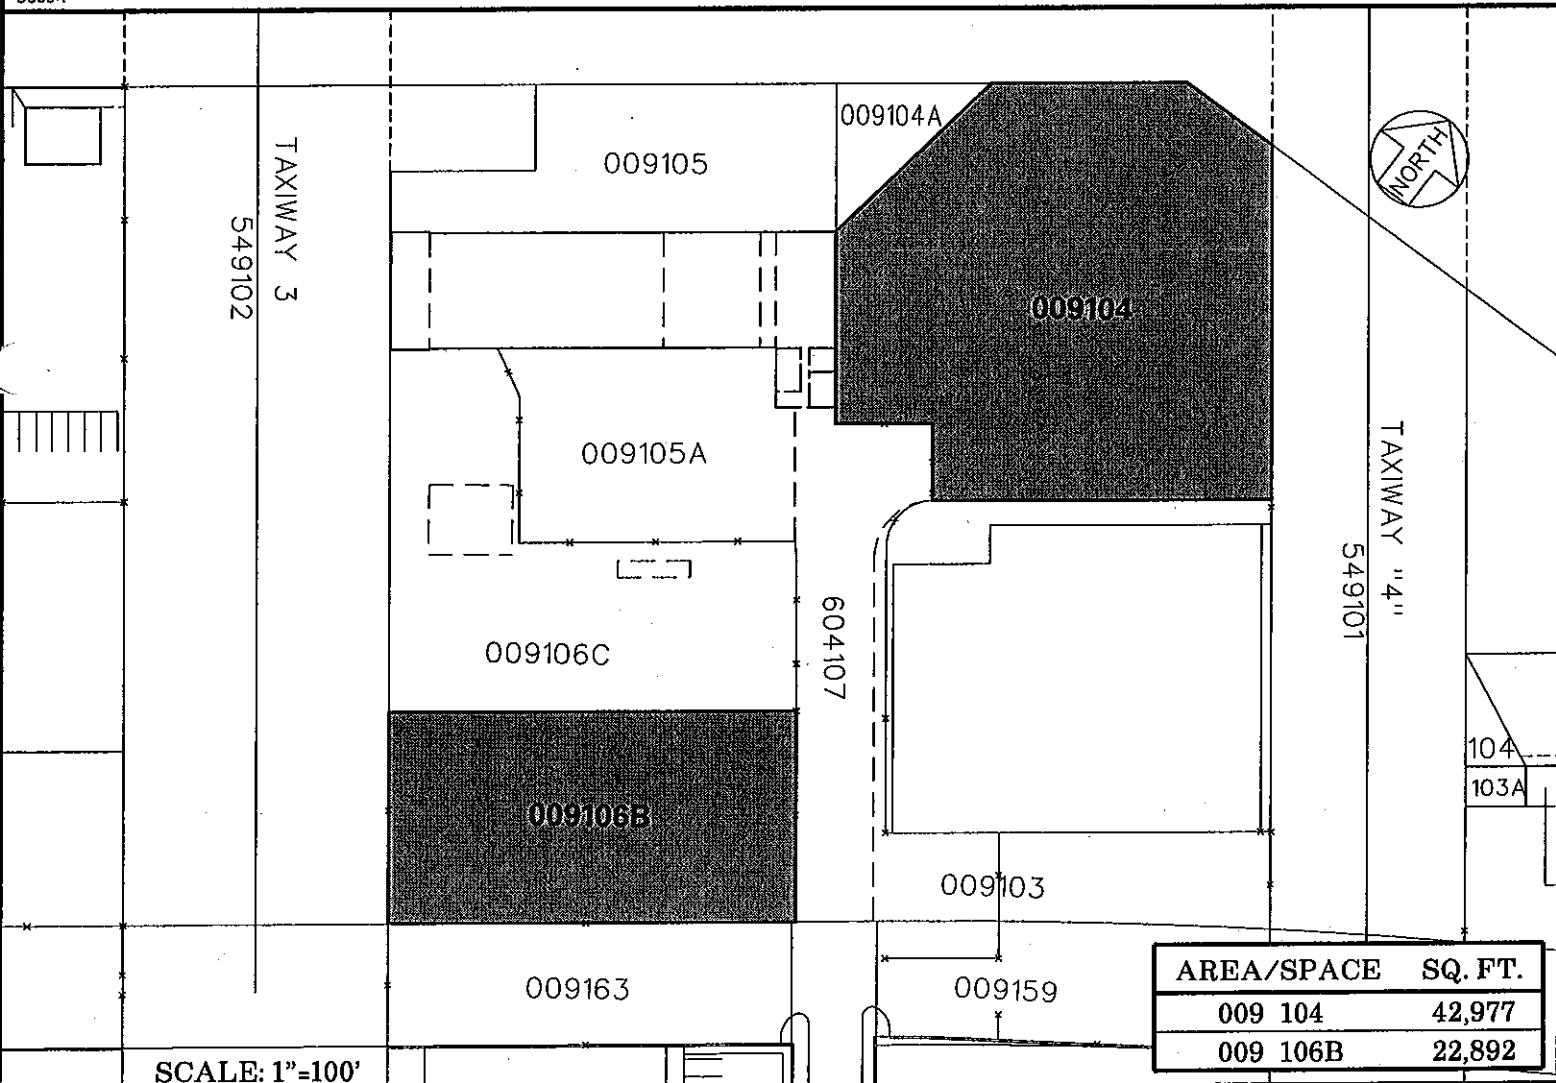 009104A
009105
TAXIWAY 3
549102
NORTH
009104
009105A
TAXIWAY "4"
549101
604107
009106C
104
103A
009106B
009103
009163
009159
AREA/SPACE SQ. FT.
009 104 42,977
009 106B 22,892
SCALE: 1"=100'